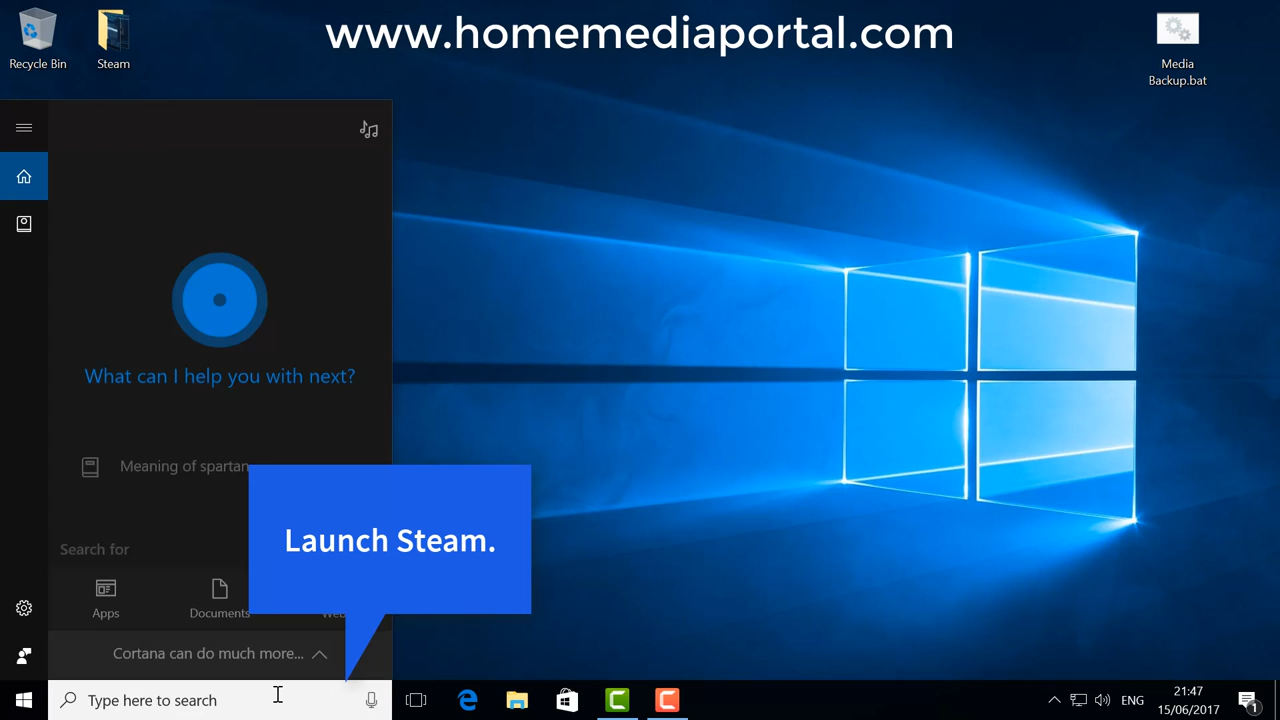 www.homemediaportal.com
Recycle Bin
Steam
Media
Backup.bat
What can I help you with next?
Meaning of spartan
Launch Steam.
Search for
Apps
Documents
Web
Cortana can do much more...
Type here to search
ENG
21:47
15/06/2017
1